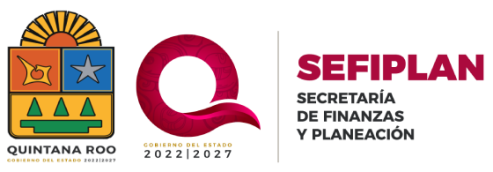 QUINTANA ROO
GOBIERNO DEL ESTADO 2022|2027
GOBIERNO DEL ESTADO
2022|2027
SEFIPLAN
SECRETARÍA
DE FINANZAS
Y PLANEACIÓN